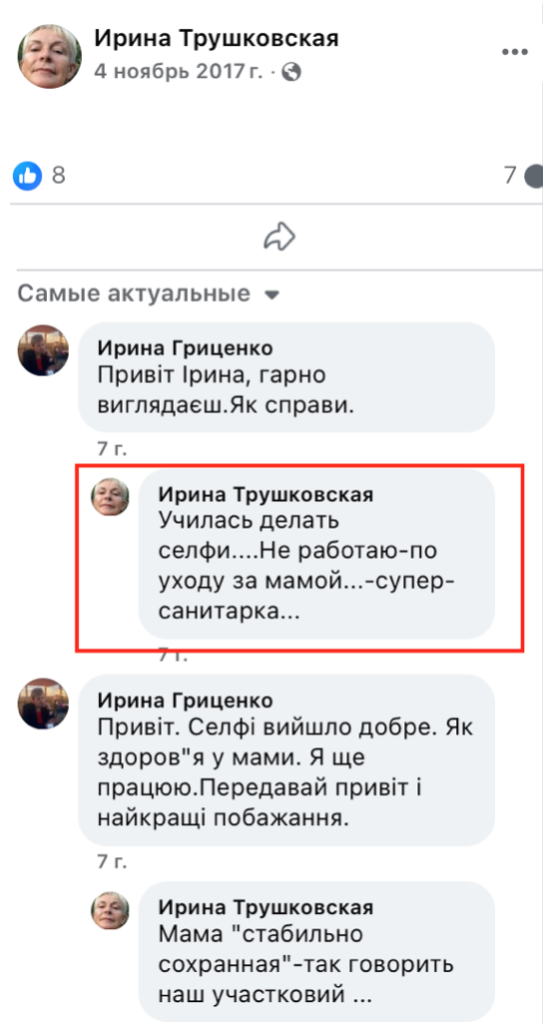 Ирина Трушковская
4 ноябрь 2017 г. ·
8
7
Самые актуальные
Ирина Гриценко
Привіт Ірина, гарно
виглядаєш.Як справи.
7 г.
Ирина Трушковская
Училась делать
селфи....Не работаю-по
уходу за мамой...-супер-
санитарка...
7 г.
Ирина Гриценко
Привіт. Селфі вийшло добре. Як
здоров"я у мами. Я ще
працюю.Передавай привіт і
найкращі побажання.
7 г.
Ирина Трушковская
Мама "стабильно
сохранная"-так говорить
наш участковий ...